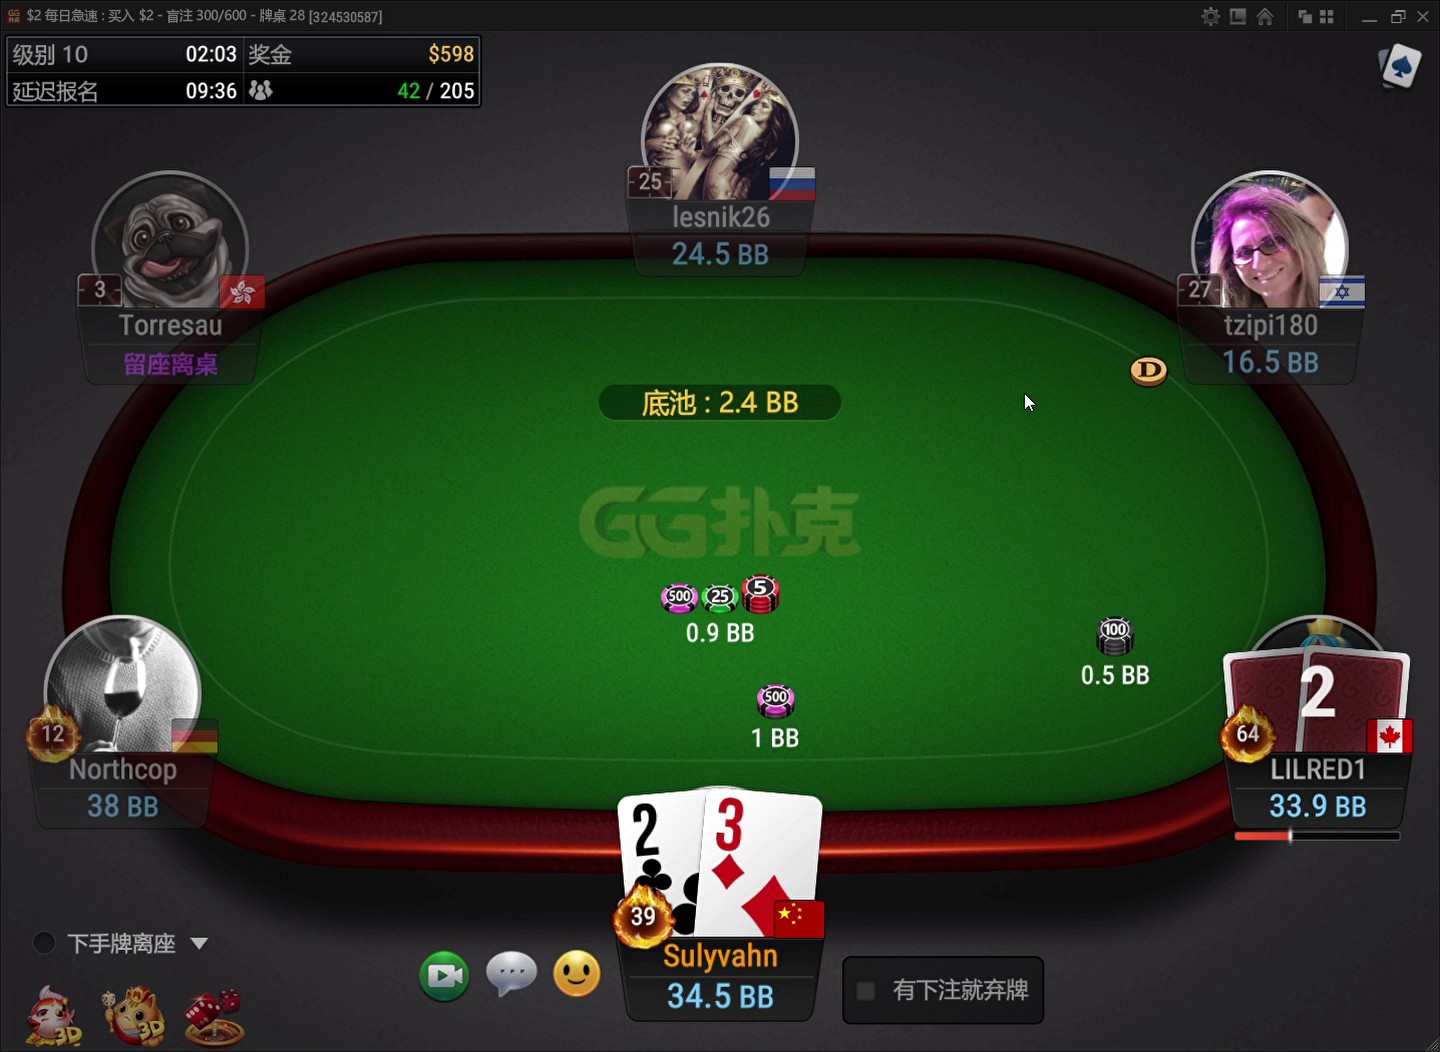 $2 每日急速 : 买入 $2 - 盲注 300/600 - 牌桌 28 [324530587]
级别 10 02:03 奖金 $598
延迟报名 09:36 42 / 205
25
lesnik26
24.5 BB
3
Torresau
留座离桌
27
tzipi180
16.5 BB
D
底池 : 2.4 BB
GG扑克
500 25 5
0.9 BB
100
0.5 BB
500
1 BB
12
Northcop
38 BB
2
64
LILRED1
33.9 BB
2 3
39
Sulyvahn
34.5 BB
下手牌离座
有下注就弃牌
3D 3D